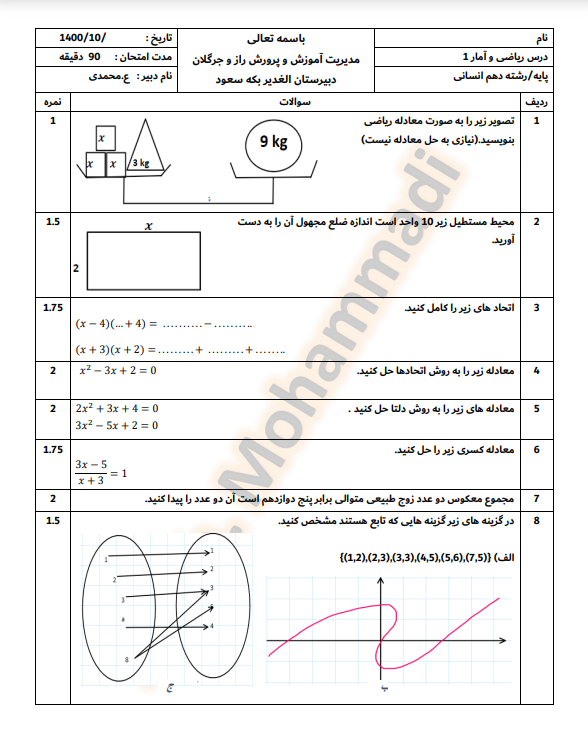 باسمه تعالی
مدیریت آموزش و پرورش راز و جرگلان
دبیرستان الغدیر بکه سعود
نام
درس ریاضی و آمار 1
پایه/رشته دهم انسانی
تاریخ : /10/1400
مدت امتحان : 90 دقیقه
نام دبیر : ع.محمدی
ردیف سوالات نمره
1 تصویر زیر را به صورت معادله ریاضی 1
بنویسید.(نیازی به حل معادله نیست)
x
x x 3 kg
9 kg
2 محیط مستطیل زیر 10 واحد است اندازه ضلع مجهول آن را به دست 1.5
آورید.
x
2
3 اتحاد های زیر را کامل کنید. 1.75
(x − 4)(… + 4) = ………. − ……….
(x + 3)(x + 2) = ……… + ……… + ……..
4 معادله زیر را به روش اتحادها حل کنید. 2
x² − 3x + 2 = 0
5 معادله های زیر را به روش دلتا حل کنید . 2
2x² + 3x + 4 = 0
3x² − 5x + 2 = 0
6 معادله کسری زیر را حل کنید. 1.75
3x − 5
x + 3
= 1
7 مجموع معکوس دو عدد زوج طبیعی متوالی برابر پنج دوازدهم است آن دو عدد را پیدا کنید. 2
8 در گزینه های زیر گزینه هایی که تابع هستند مشخص کنید. 1.5
الف) {(1,2),(2,3),(3,3),(4,5),(5,6),(7,5)}
ب
ج
1
2
3
8
1
2
3
4
Mohammadi